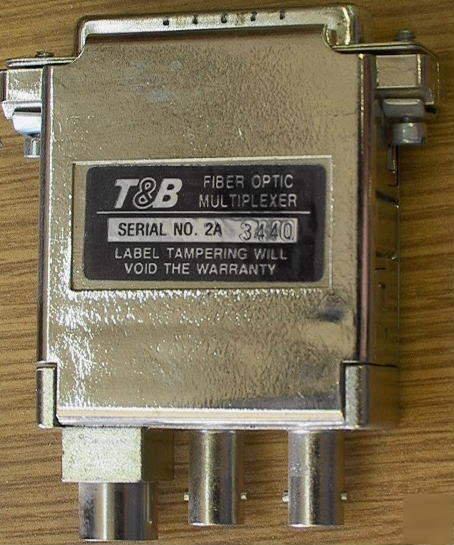 T&B FIBER OPTIC
MULTIPLEXER
SERIAL NO. 2A 3440
LABEL TAMPERING WILL
VOID THE WARRANTY